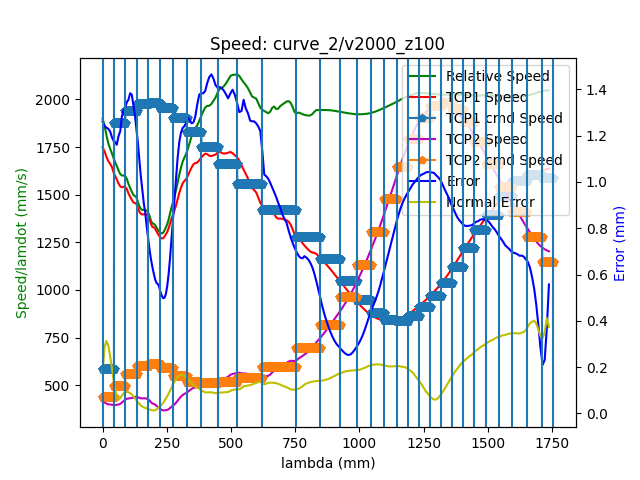 Speed: curve_2/v2000_z100
Relative Speed
TCP1 Speed
TCP1 cmd Speed
TCP2 Speed
TCP2 cmd Speed
Error
Normal Error
Speed/lamdot (mm/s)
2000
1750
1500
1250
1000
750
500
1.4
1.2
1.0
0.8
0.6
0.4
0.2
0.0
Error (mm)
0 250 500 750 1000 1250 1500 1750
lambda (mm)